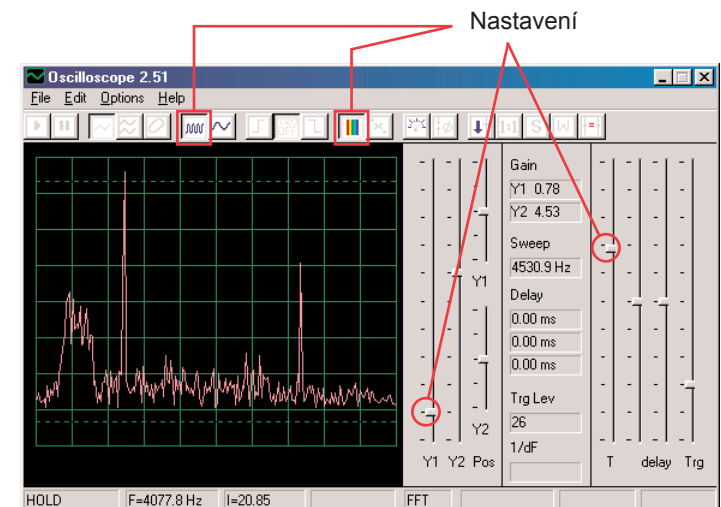 Nastavení
Oscilloscope 2.51
File Edit Options Help
1:1 S W
Gain
Y1 0.78
Y2 4.53
Sweep
4530.9 Hz
Y1
Delay
0.00 ms
0.00 ms
0.00 ms
Trg Lev
26
Y2
1/dF
Y1 Y2 Pos
T delay Trg
HOLD F=4077.8 Hz I=20.85 FFT